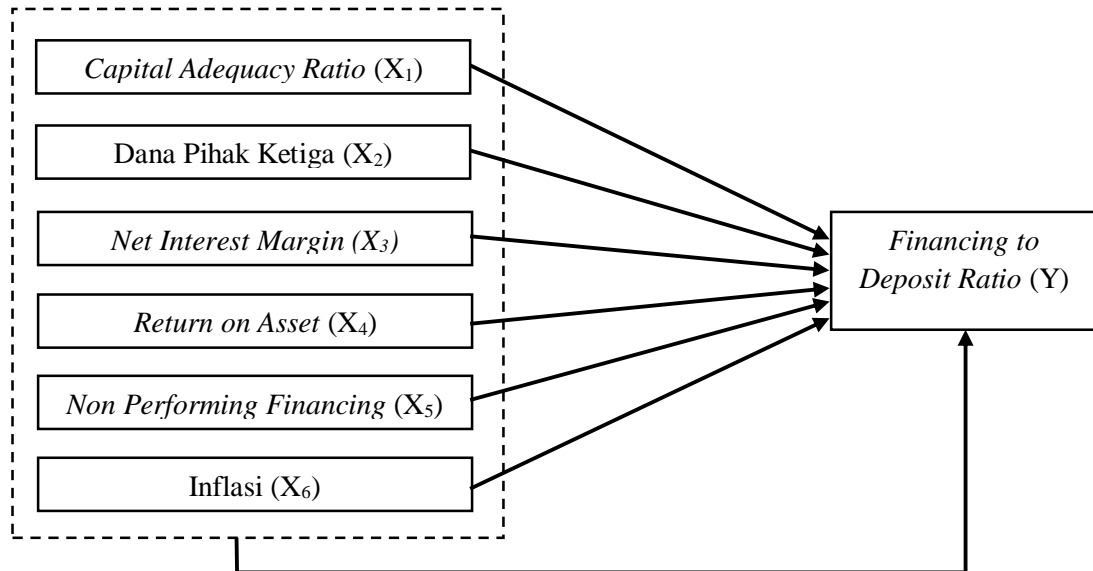 Capital Adequacy Ratio (X₁)
Dana Pihak Ketiga (X₂)
Net Interest Margin (X₃)
Return on Asset (X₄)
Non Performing Financing (X₅)
Inflasi (X₆)
Financing to
Deposit Ratio (Y)